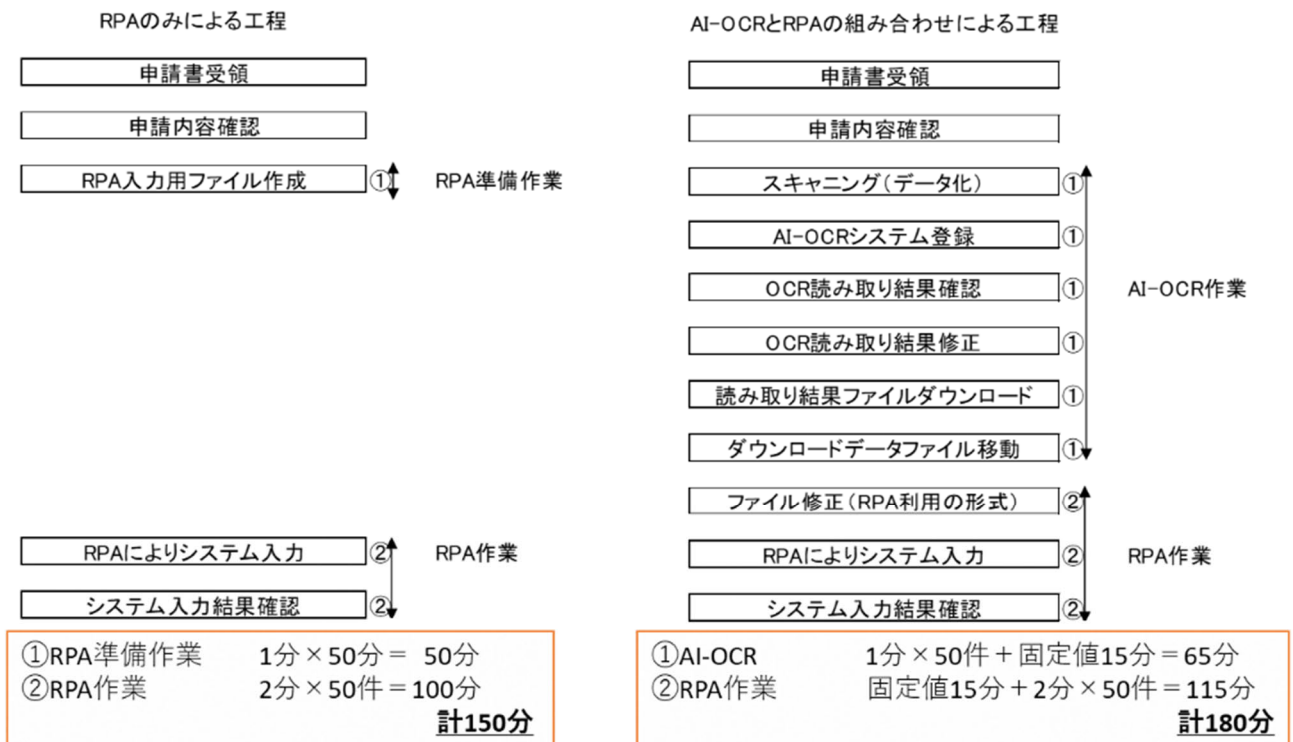 RPAのみによる工程
申請書受領
申請内容確認
RPA入力用ファイル作成 ① RPA準備作業
RPAによりシステム入力 ② RPA作業
システム入力結果確認 ②
①RPA準備作業 1分×50分= 50分
②RPA作業 2分×50件=100分
計150分
AI-OCRとRPAの組み合わせによる工程
申請書受領
申請内容確認
スキャニング(データ化) ①
AI-OCRシステム登録 ①
OCR読み取り結果確認 ① AI-OCR作業
OCR読み取り結果修正 ①
読み取り結果ファイルダウンロード ①
ダウンロードデータファイル移動 ①
ファイル修正(RPA利用の形式) ②
RPAによりシステム入力 ② RPA作業
システム入力結果確認 ②
①AI-OCR 1分×50件+固定値15分=65分
②RPA作業 固定値15分+2分×50件=115分
計180分